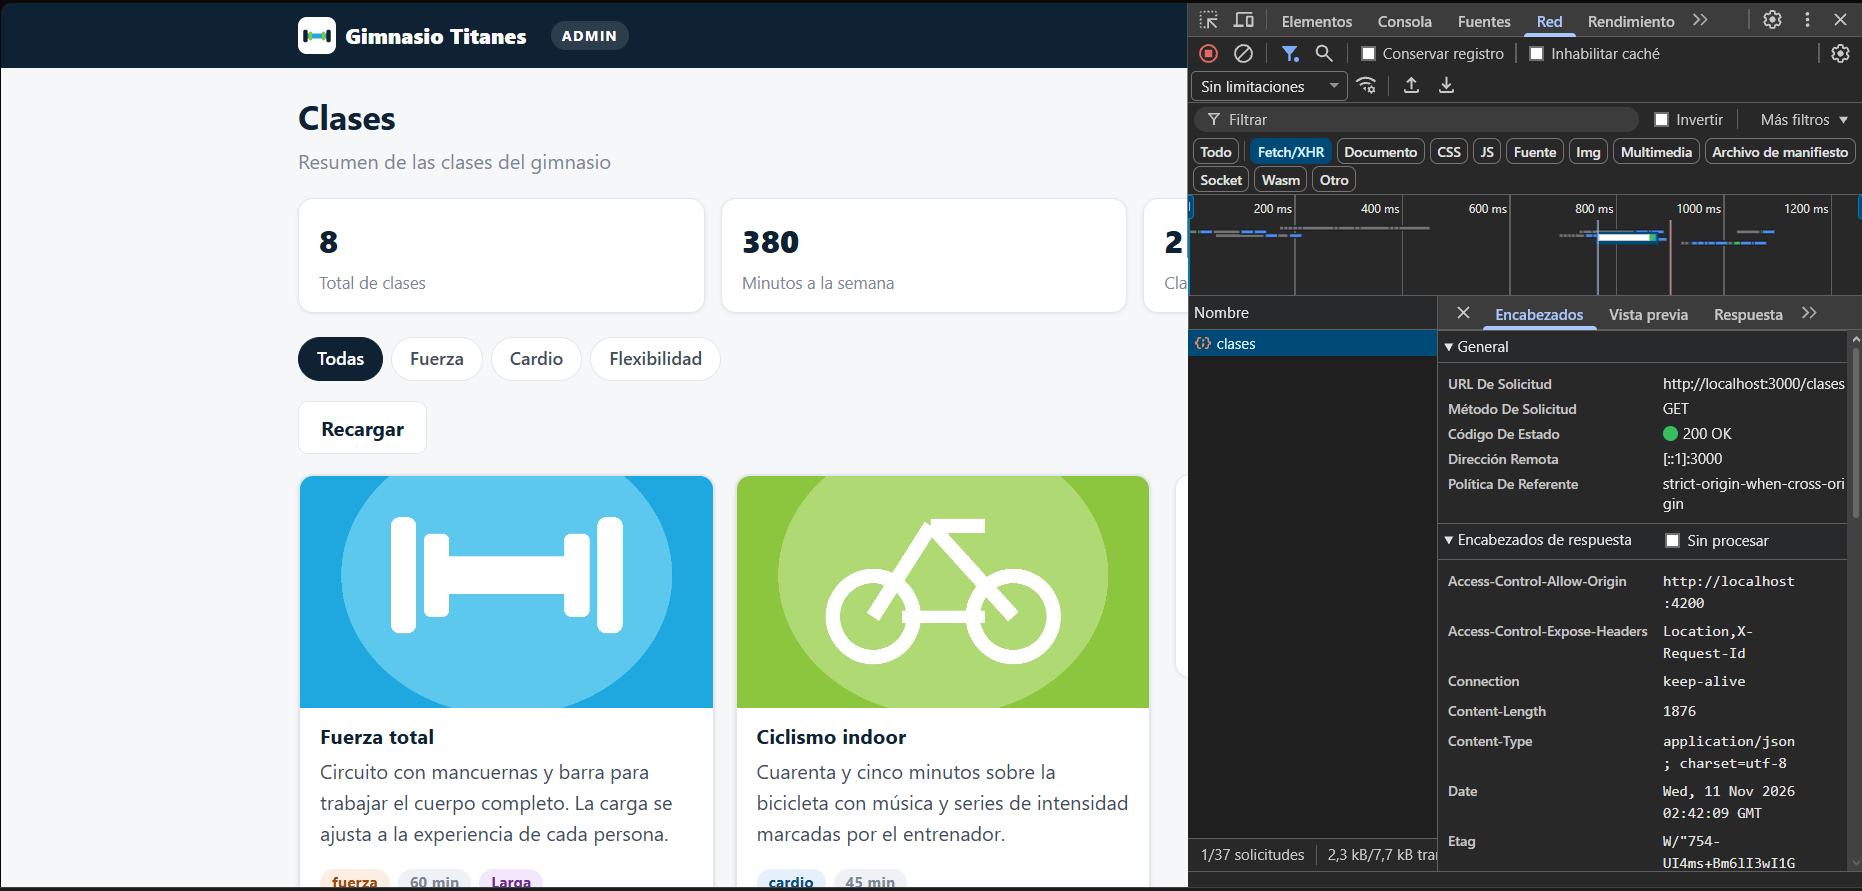 Gimnasio Titanes
ADMIN
Clases
Resumen de las clases del gimnasio
8
Total de clases
380
Minutos a la semana
2
Cla
Todas
Fuerza
Cardio
Flexibilidad
Recargar
Fuerza total
Circuito con mancuernas y barra para
trabajar el cuerpo completo. La carga se
ajusta a la experiencia de cada persona.
fuerza
60 min
Larga
Ciclismo indoor
Cuarenta y cinco minutos sobre la
bicicleta con música y series de intensidad
marcadas por el entrenador.
cardio
45 min
Elementos
Consola
Fuentes
Red
Rendimiento
Conservar registro
Inhabilitar caché
Sin limitaciones
Filtrar
Invertir
Más filtros
Todo
Fetch/XHR
Documento
CSS
JS
Fuente
Img
Multimedia
Archivo de manifiesto
Socket
Wasm
Otro
200 ms
400 ms
600 ms
800 ms
1000 ms
1200 ms
Nombre
clases
Encabezados
Vista previa
Respuesta
General
URL De Solicitud
http://localhost:3000/clases
Método De Solicitud
GET
Código De Estado
200 OK
Dirección Remota
[::1]:3000
Política De Referente
strict-origin-when-cross-ori
gin
Encabezados de respuesta
Sin procesar
Access-Control-Allow-Origin
http://localhost
:4200
Access-Control-Expose-Headers
Location,X-
Request-Id
Connection
keep-alive
Content-Length
1876
Content-Type
application/json
; charset=utf-8
Date
Wed, 11 Nov 2026
02:42:09 GMT
Etag
W/"754-
UI4ms+Bm6lI3wI1G
1/37 solicitudes
2,3 kB/7,7 kB tra